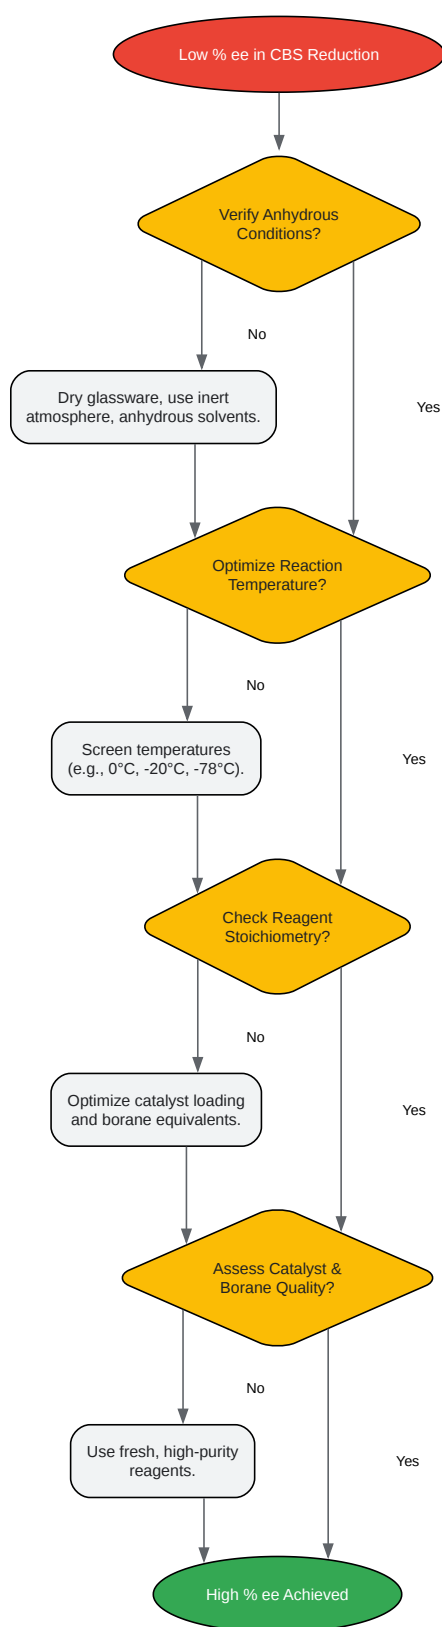 Low % ee in CBS Reduction
Verify Anhydrous
Conditions?
No
Dry glassware, use inert
atmosphere, anhydrous solvents.
Yes
Optimize Reaction
Temperature?
No
Screen temperatures
(e.g., 0°C, -20°C, -78°C).
Yes
Check Reagent
Stoichiometry?
No
Optimize catalyst loading
and borane equivalents.
Yes
Assess Catalyst &
Borane Quality?
No
Use fresh, high-purity
reagents.
Yes
High % ee Achieved